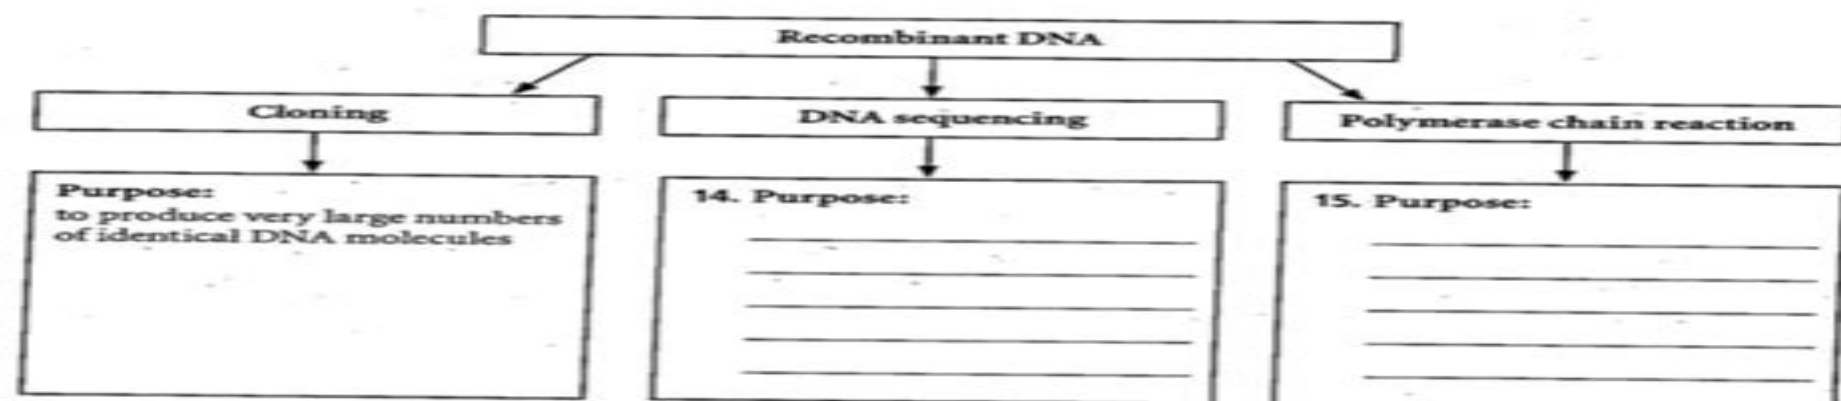 Recombinant DNA
Cloning
DNA sequencing
Polymerase chain reaction
Purpose:
to produce very large numbers
of identical DNA molecules
14. Purpose:
15. Purpose: